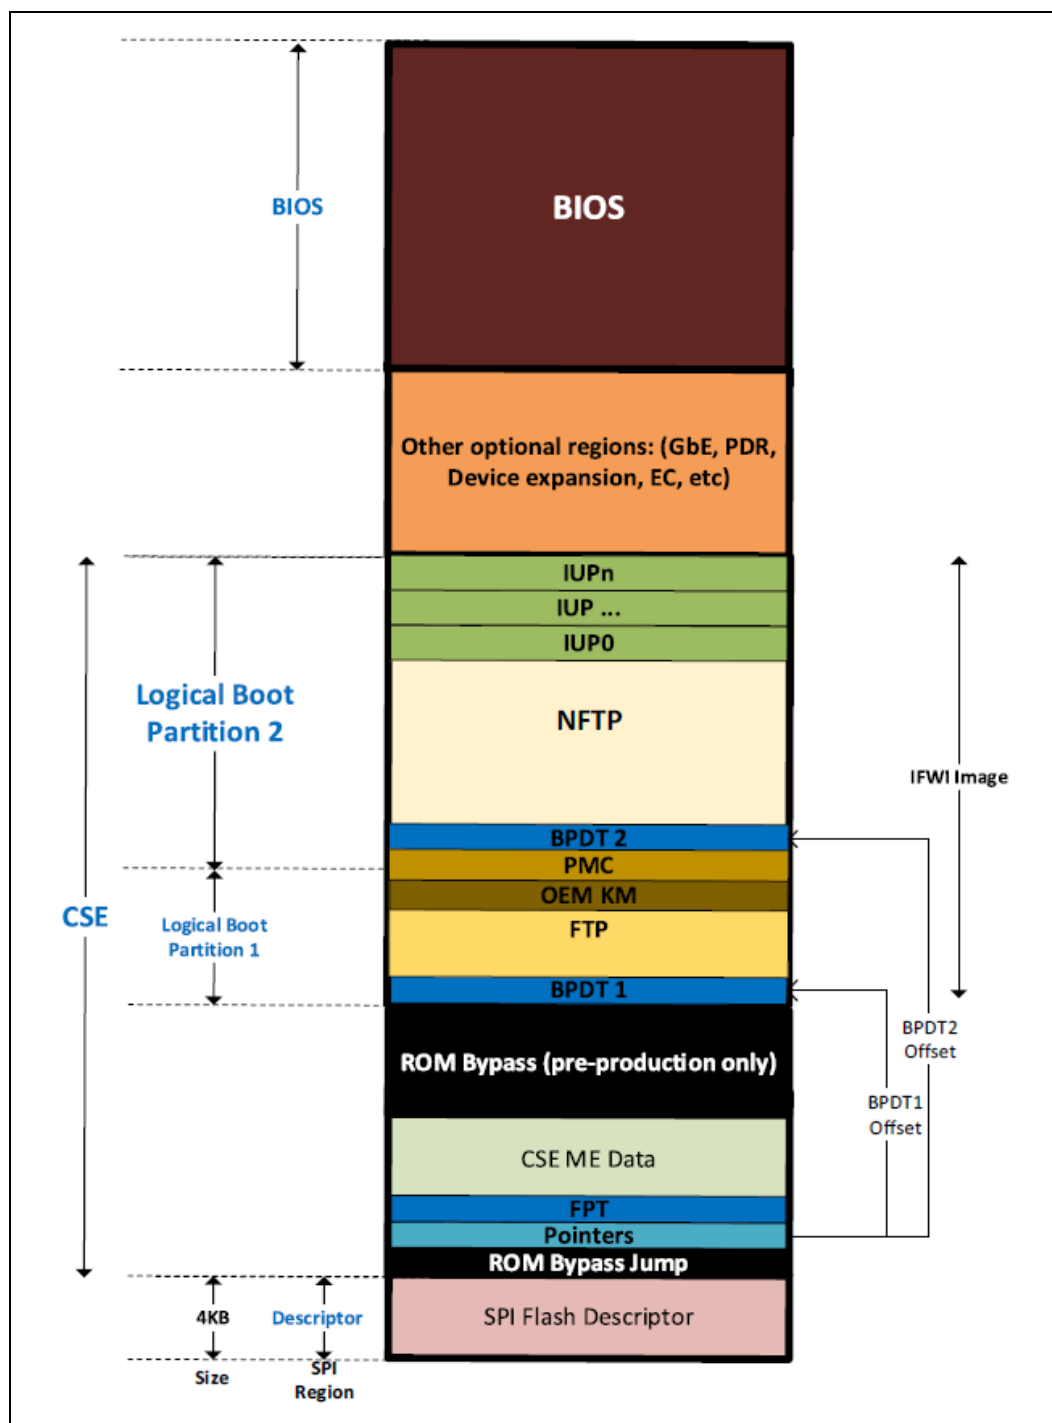 BIOS
BIOS
Other optional regions: (GbE, PDR,
Device expansion, EC, etc)
IUPn
IUP ...
IUP0
Logical Boot
Partition 2
NFTP
IFWI Image
BPDT 2
PMC
OEM KM
CSE
Logical Boot
Partition 1
FTP
BPDT 1
BPDT2
Offset
ROM Bypass (pre-production only)
BPDT1
Offset
CSE ME Data
FPT
Pointers
ROM Bypass Jump
4KB
Descriptor
SPI Flash Descriptor
Size
SPI
Region